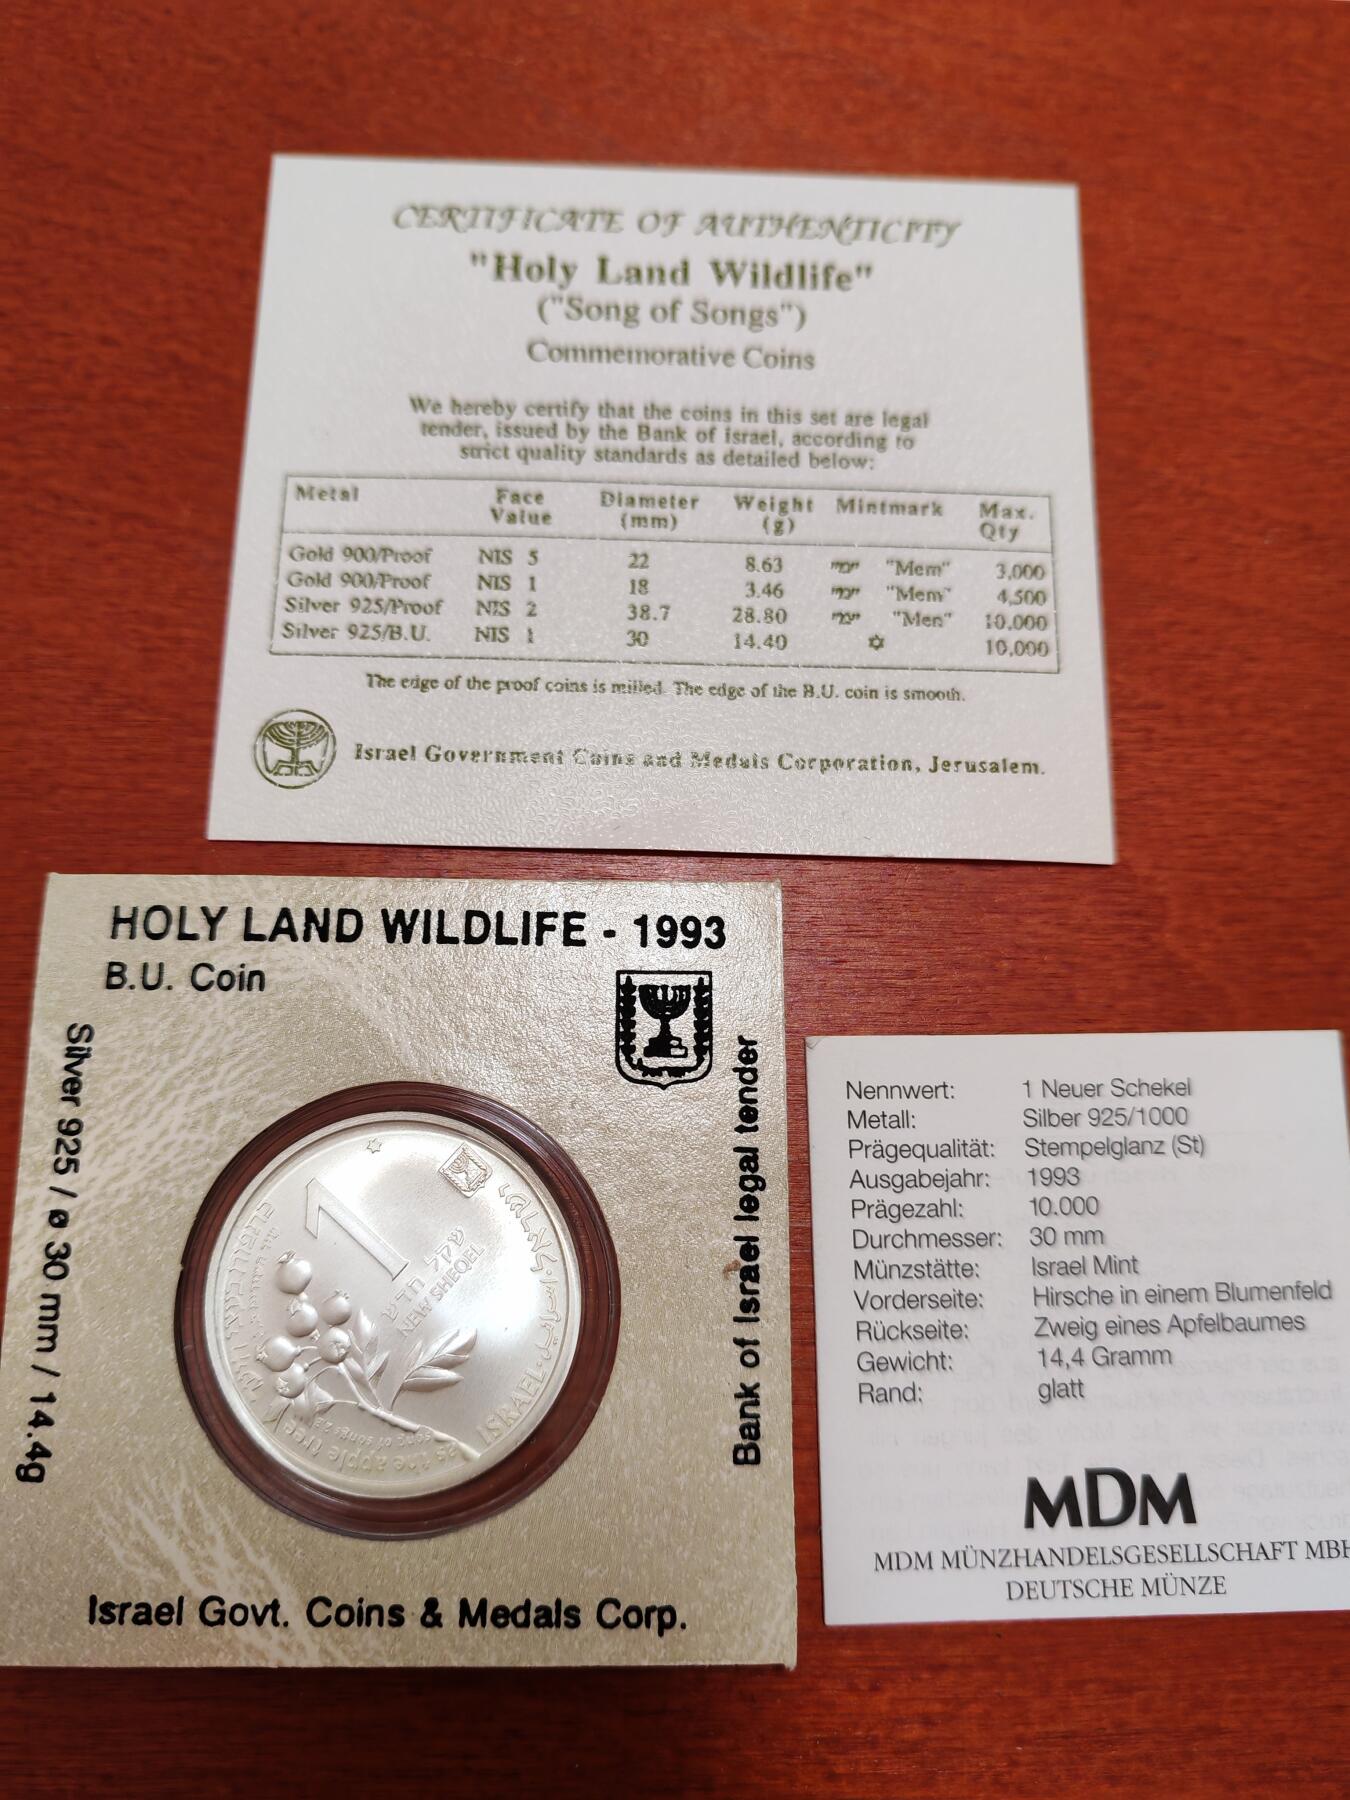 CERTIFICATE OF AUTHENTICITY
"Holy Land Wildlife"
("Song of Songs")
Commemorative Coins
We hereby certify that the coins in this set are legal
tender, issued by the Bank of Israel, according to
strict quality standards as detailed below:
Metal Face Value Diameter (mm) Weight (g) Mintmark Max. Qty
Gold 900/Proof NIS 5 22 8.63 "Mem" 3,000
Gold 900/Proof NIS 1 18 3.46 "Mem" 4,500
Silver 925/Proof NIS 2 38.7 28.80 "Men" 10,000
Silver 925/B.U. NIS 1 30 14.40 ✡ 10,000
The edge of the proof coins is milled. The edge of the B.U. coin is smooth.
Israel Government Coins and Medals Corporation, Jerusalem.
HOLY LAND WILDLIFE - 1993
B.U. Coin
Silver 925 / ø 30 mm / 14.4g
Bank of Israel legal tender
1
שקל חדש
NEW SHEQEL
ישראל
ISRAEL
as the apple tree
song of songs
Israel Govt. Coins & Medals Corp.
Nennwert: 1 Neuer Schekel
Metall: Silber 925/1000
Prägequalität: Stempelglanz (St)
Ausgabejahr: 1993
Prägezahl: 10.000
Durchmesser: 30 mm
Münzstätte: Israel Mint
Vorderseite: Hirsche in einem Blumenfeld
Rückseite: Zweig eines Apfelbaumes
Gewicht: 14,4 Gramm
Rand: glatt
MDM
MDM MÜNZHANDELSGESELLSCHAFT MBH
DEUTSCHE MÜNZE